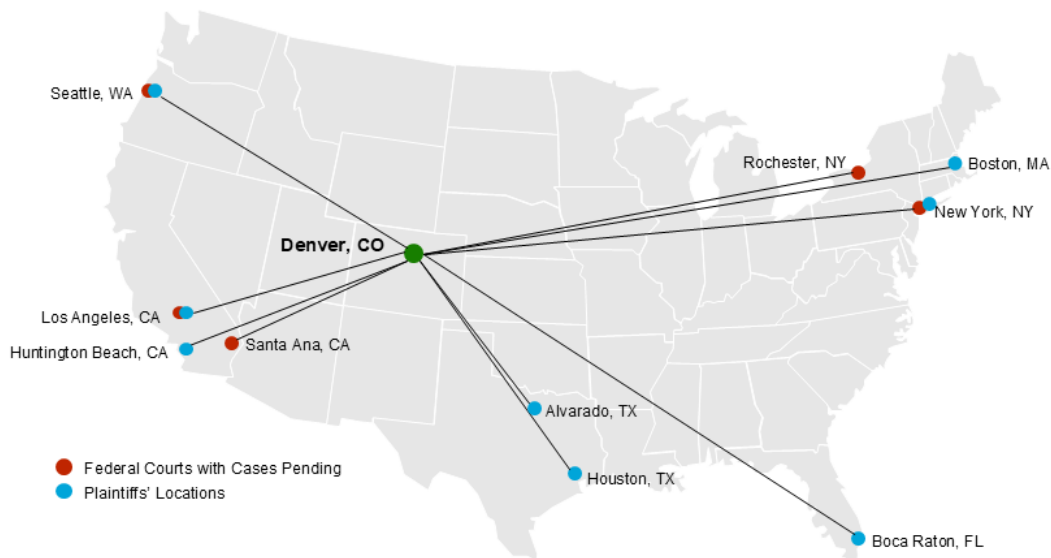 Seattle, WA
Rochester, NY
Boston, MA
New York, NY
Denver, CO
Los Angeles, CA
Huntington Beach, CA
Santa Ana, CA
Alvarado, TX
Houston, TX
Boca Raton, FL
Federal Courts with Cases Pending
Plaintiffs' Locations